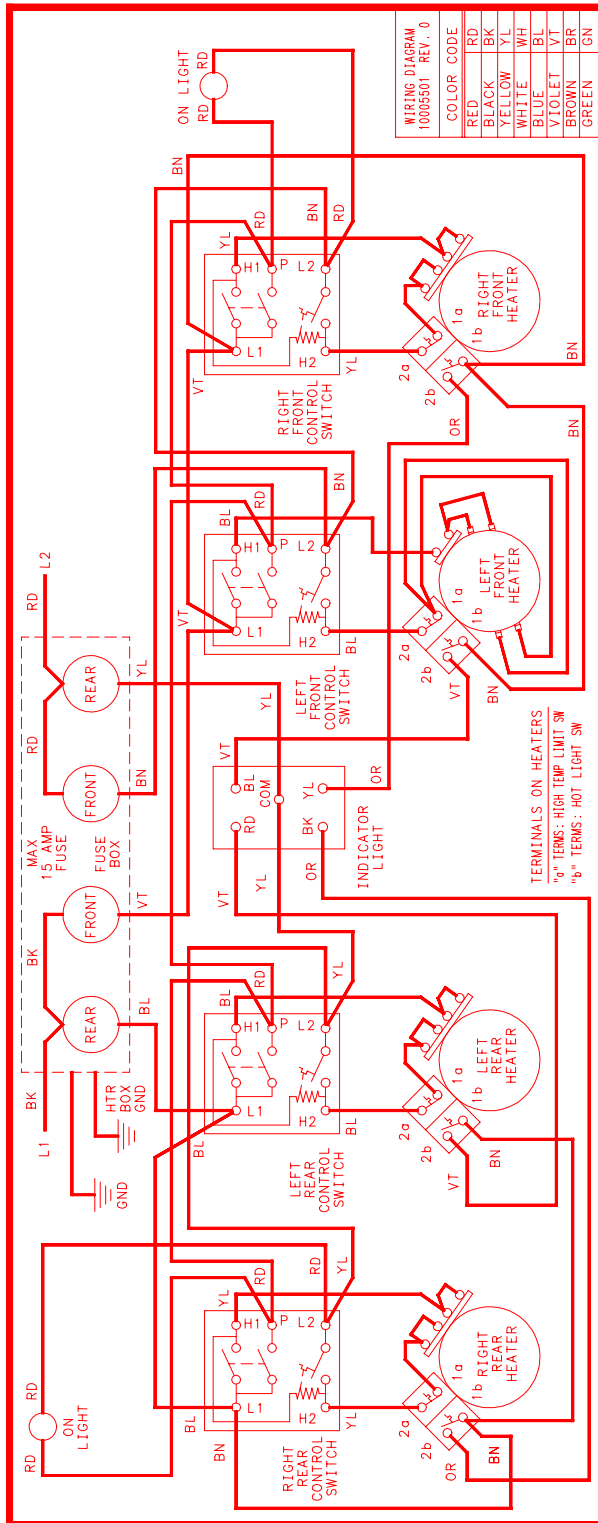 WIRING DIAGRAM
10005501 REV. 0
COLOR CODE
RED RD
BLACK BK
YELLOW YL
WHITE WH
BLUE BL
VIOLET VT
BROWN BR
GREEN GN
ON LIGHT
RD
RD
ON
LIGHT
RD
RD
L1
BK
BK
RD
RD
L2
MAX
15 AMP
FUSE
FUSE
BOX
REAR
FRONT
FRONT
REAR
HTR
BOX
GND
GND
BL
VT
BN
YL
BL
BN
YL
RD
RD
YL
H1
P
L2
L1
H2
YL
RIGHT
REAR
CONTROL
SWITCH
BL
BL
RD
YL
H1
P
L2
L1
H2
BL
LEFT
REAR
CONTROL
SWITCH
VT
BL
RD
BN
H1
P
L2
L1
H2
BL
LEFT
FRONT
CONTROL
SWITCH
VT
BN
YL
RD
BN
RD
H1
P
L2
L1
H2
YL
RIGHT
FRONT
CONTROL
SWITCH
YL
YL
VT
VT
RD
BL
COM
BK
YL
OR
OR
INDICATOR
LIGHT
2a
2b
1a
1b
RIGHT
REAR
HEATER
OR
BN
2a
2b
1a
1b
LEFT
REAR
HEATER
VT
BN
2a
2b
1a
1b
LEFT
FRONT
HEATER
VT
BN
2a
2b
1a
1b
RIGHT
FRONT
HEATER
OR
BN
BN
TERMINALS ON HEATERS
"a" TERMS: HIGH TEMP LIMIT SW
"b" TERMS: HOT LIGHT SW